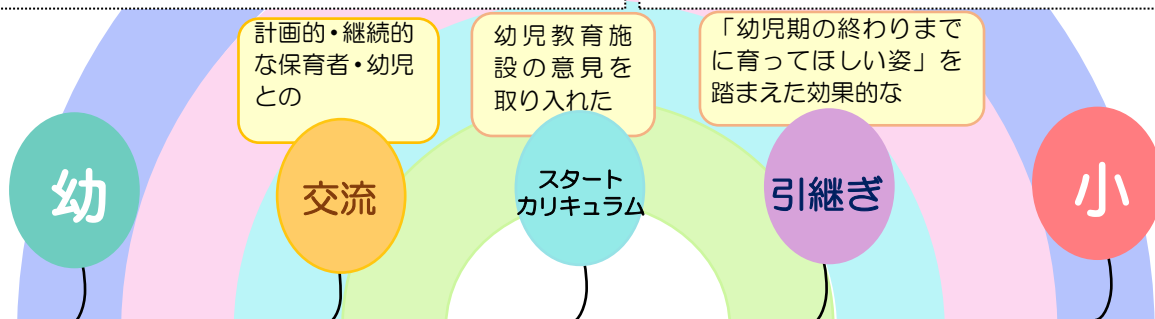 計画的・継続的
な保育者・幼児
との
幼児教育施
設の意見を
取り入れた
「幼児期の終わりまで
に育ってほしい姿」を
踏まえた効果的な
幼
交流
スタート
カリキュラム
引継ぎ
小